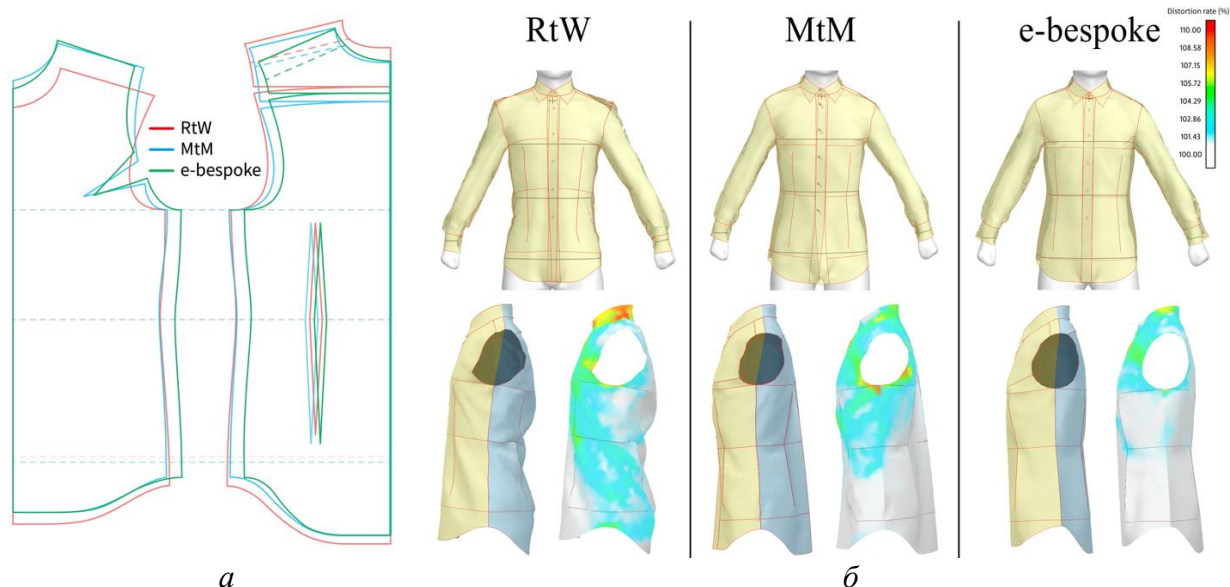 RtW
MtM
e-bespoke
RtW
MtM
e-bespoke
Distortion rate (%)
110.00
108.58
107.15
105.72
104.29
102.86
101.43
100.00
а
б